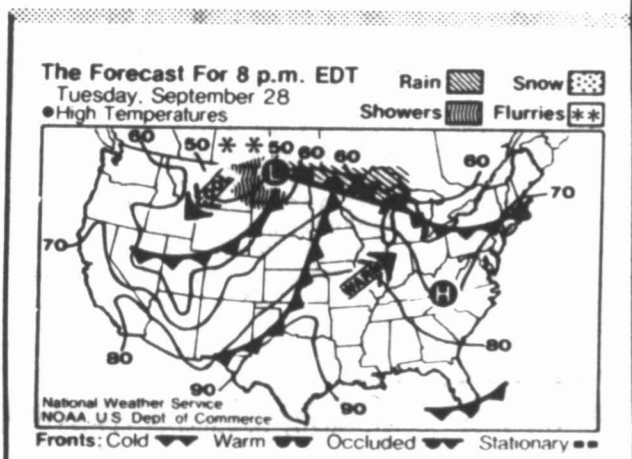 The Forecast For 8 p.m. EDT
Tuesday, September 28
●High Temperatures
Rain Snow
Showers Flurries
60 50 50 60 60 60
L
70
70
WARM
H
80
80
90
90
National Weather Service
NOAA, U S Dept of Commerce
Fronts: Cold Warm Occluded Stationary